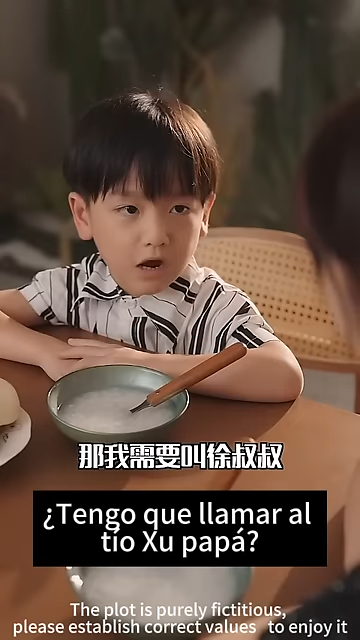 那我需要叫徐叔叔
¿Tengo que llamar al
tío Xu papá?
The plot is purely fictitious,
please establish correct values to enjoy it